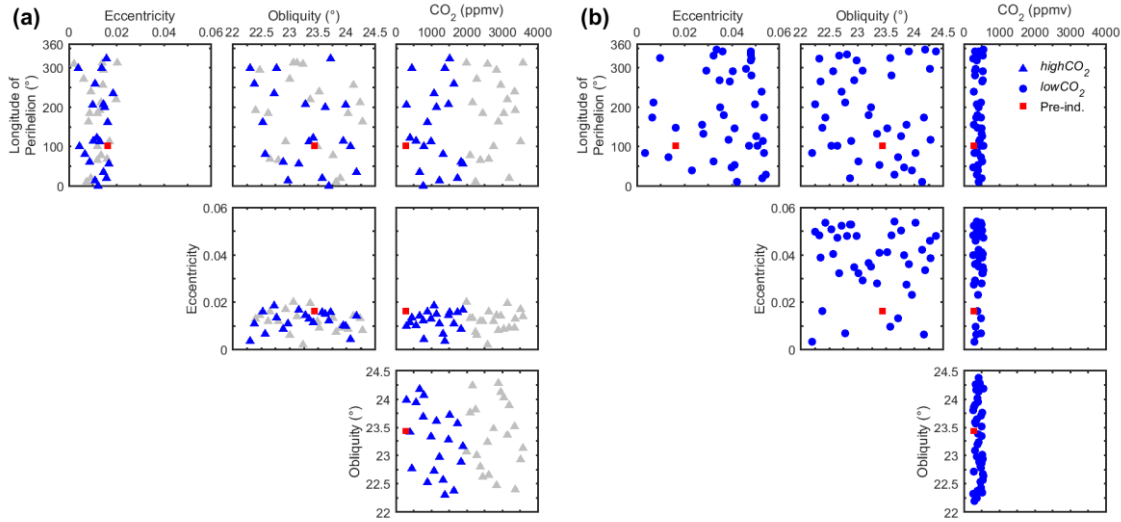 (a)
Eccentricity
Obliquity (°)
CO2 (ppmv)
0 0.02 0.04 0.06
22 22.5 23 23.5 24 24.5
0 1000 2000 3000 4000
Longitude of
Perihelion (°)
360
300
200
100
0
Eccentricity
0.06
0.04
0.02
0
Obliquity (°)
24.5
24
23.5
23
22.5
22
(b)
Eccentricity
Obliquity (°)
CO2 (ppmv)
0 0.02 0.04 0.06
22 22.5 23 23.5 24 24.5
0 1000 2000 3000 4000
Longitude of
Perihelion (°)
360
300
200
100
0
highCO2
lowCO2
Pre-ind.
Eccentricity
0.06
0.04
0.02
0
Obliquity (°)
24.5
24
23.5
23
22.5
22